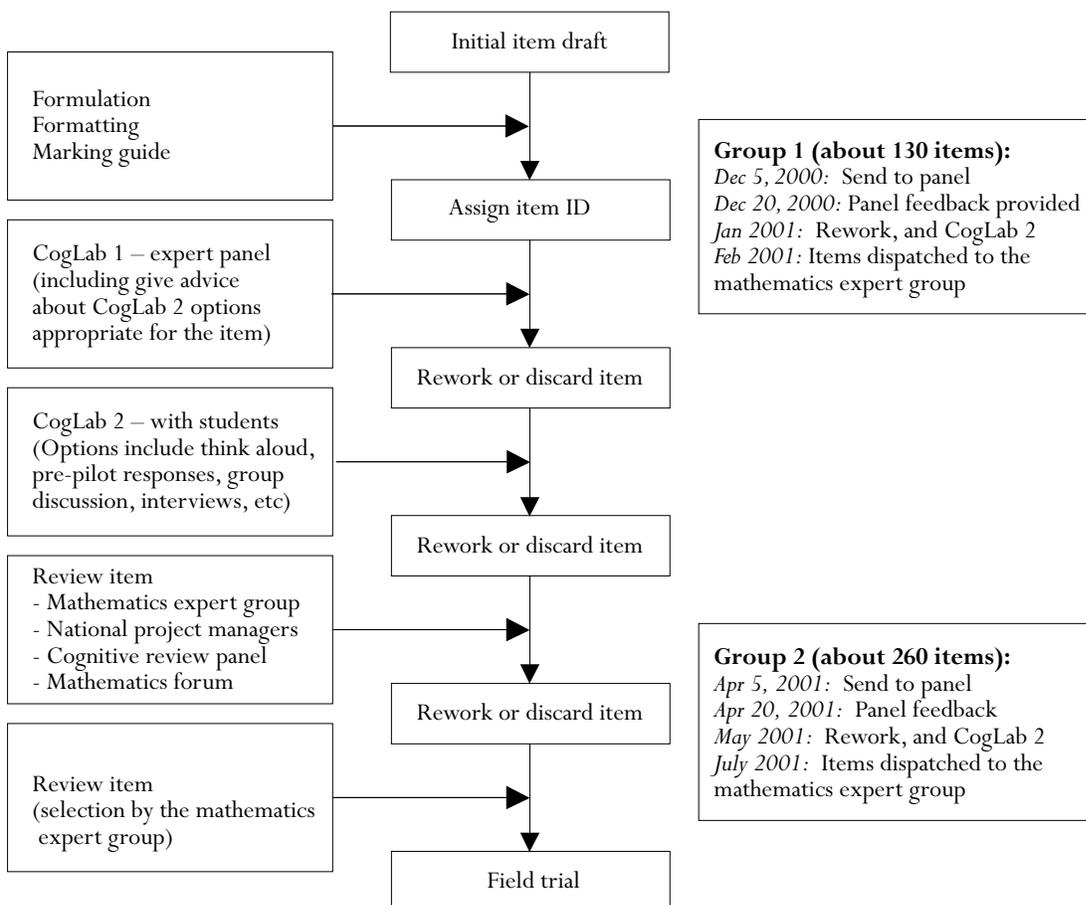 Initial item draft
Formulation
Formatting
Marking guide
Assign item ID
CogLab 1 – expert panel
(including give advice
about CogLab 2 options
appropriate for the item)
Rework or discard item
CogLab 2 – with students
(Options include think aloud,
pre-pilot responses, group
discussion, interviews, etc)
Rework or discard item
Review item
- Mathematics expert group
- National project managers
- Cognitive review panel
- Mathematics forum
Rework or discard item
Review item
(selection by the mathematics
expert group)
Field trial
Group 1 (about 130 items):
Dec 5, 2000: Send to panel
Dec 20, 2000: Panel feedback provided
Jan 2001: Rework, and CogLab 2
Feb 2001: Items dispatched to the
mathematics expert group
Group 2 (about 260 items):
Apr 5, 2001: Send to panel
Apr 20, 2001: Panel feedback
May 2001: Rework, and CogLab 2
July 2001: Items dispatched to the
mathematics expert group